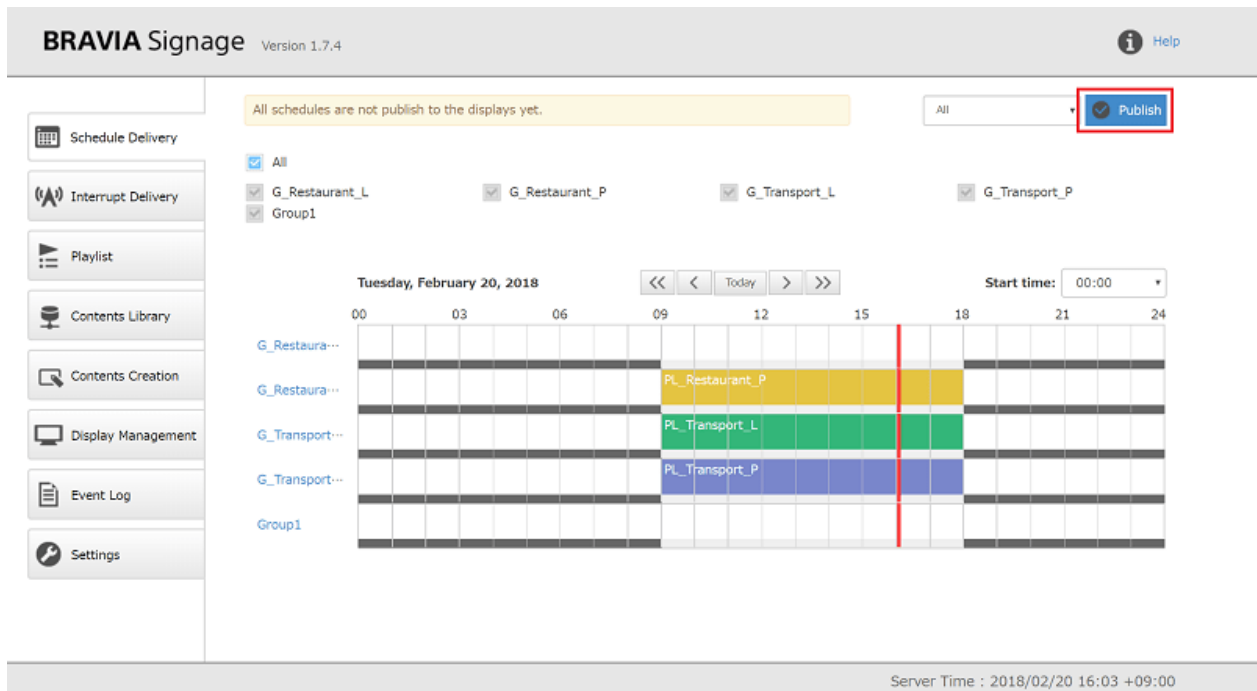 BRAVIA Signage Version 1.7.4
Help
All schedules are not publish to the displays yet.
All
Publish
Schedule Delivery
Interrupt Delivery
Playlist
Contents Library
Contents Creation
Display Management
Event Log
Settings
All
G_Restaurant_L G_Restaurant_P G_Transport_L G_Transport_P
Group1
Tuesday, February 20, 2018 << < Today > >> Start time: 00:00
00 03 06 09 12 15 18 21 24
G_Restaura···
G_Restaura··· PL_Restaurant_P
G_Transport··· PL_Transport_L
G_Transport··· PL_Transport_P
Group1
Server Time : 2018/02/20 16:03 +09:00